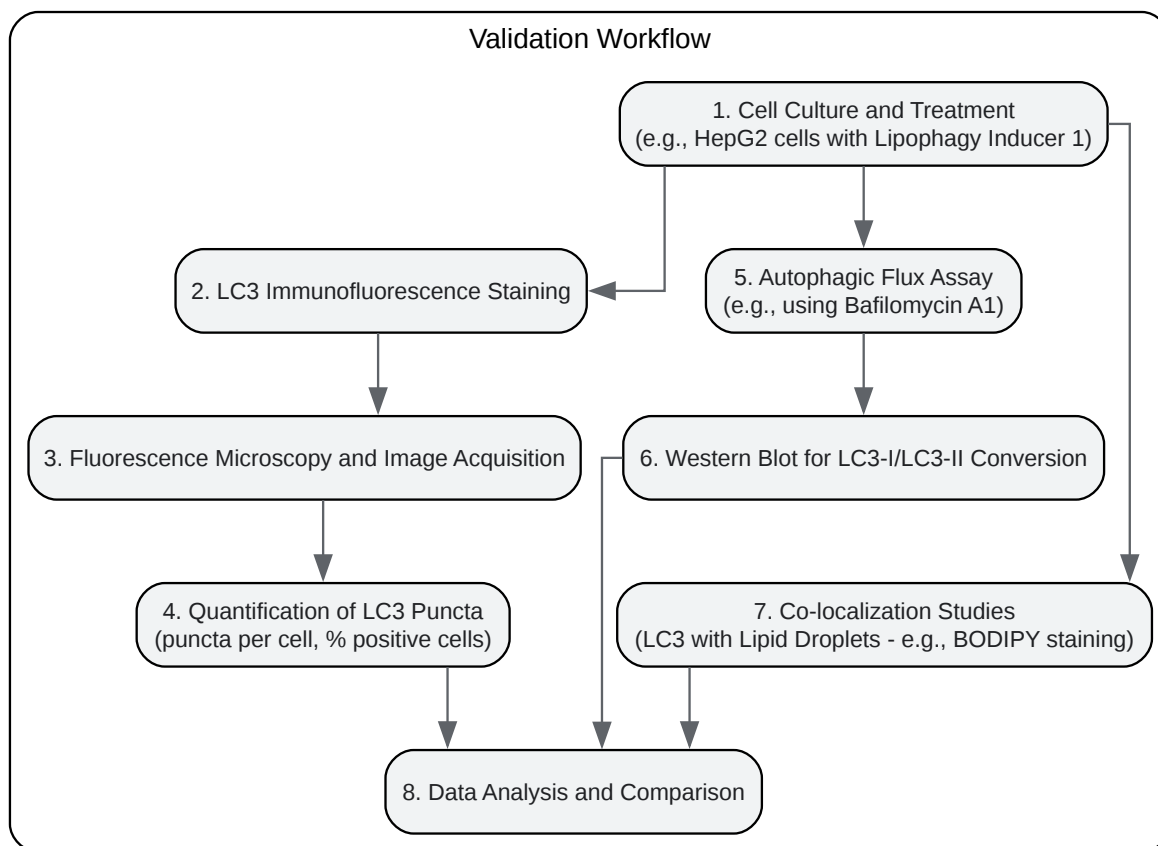 Validation Workflow
1. Cell Culture and Treatment
(e.g., HepG2 cells with Lipophagy Inducer 1)
2. LC3 Immunofluorescence Staining
5. Autophagic Flux Assay
(e.g., using Bafilomycin A1)
3. Fluorescence Microscopy and Image Acquisition
6. Western Blot for LC3-I/LC3-II Conversion
4. Quantification of LC3 Puncta
(puncta per cell, % positive cells)
7. Co-localization Studies
(LC3 with Lipid Droplets - e.g., BODIPY staining)
8. Data Analysis and Comparison